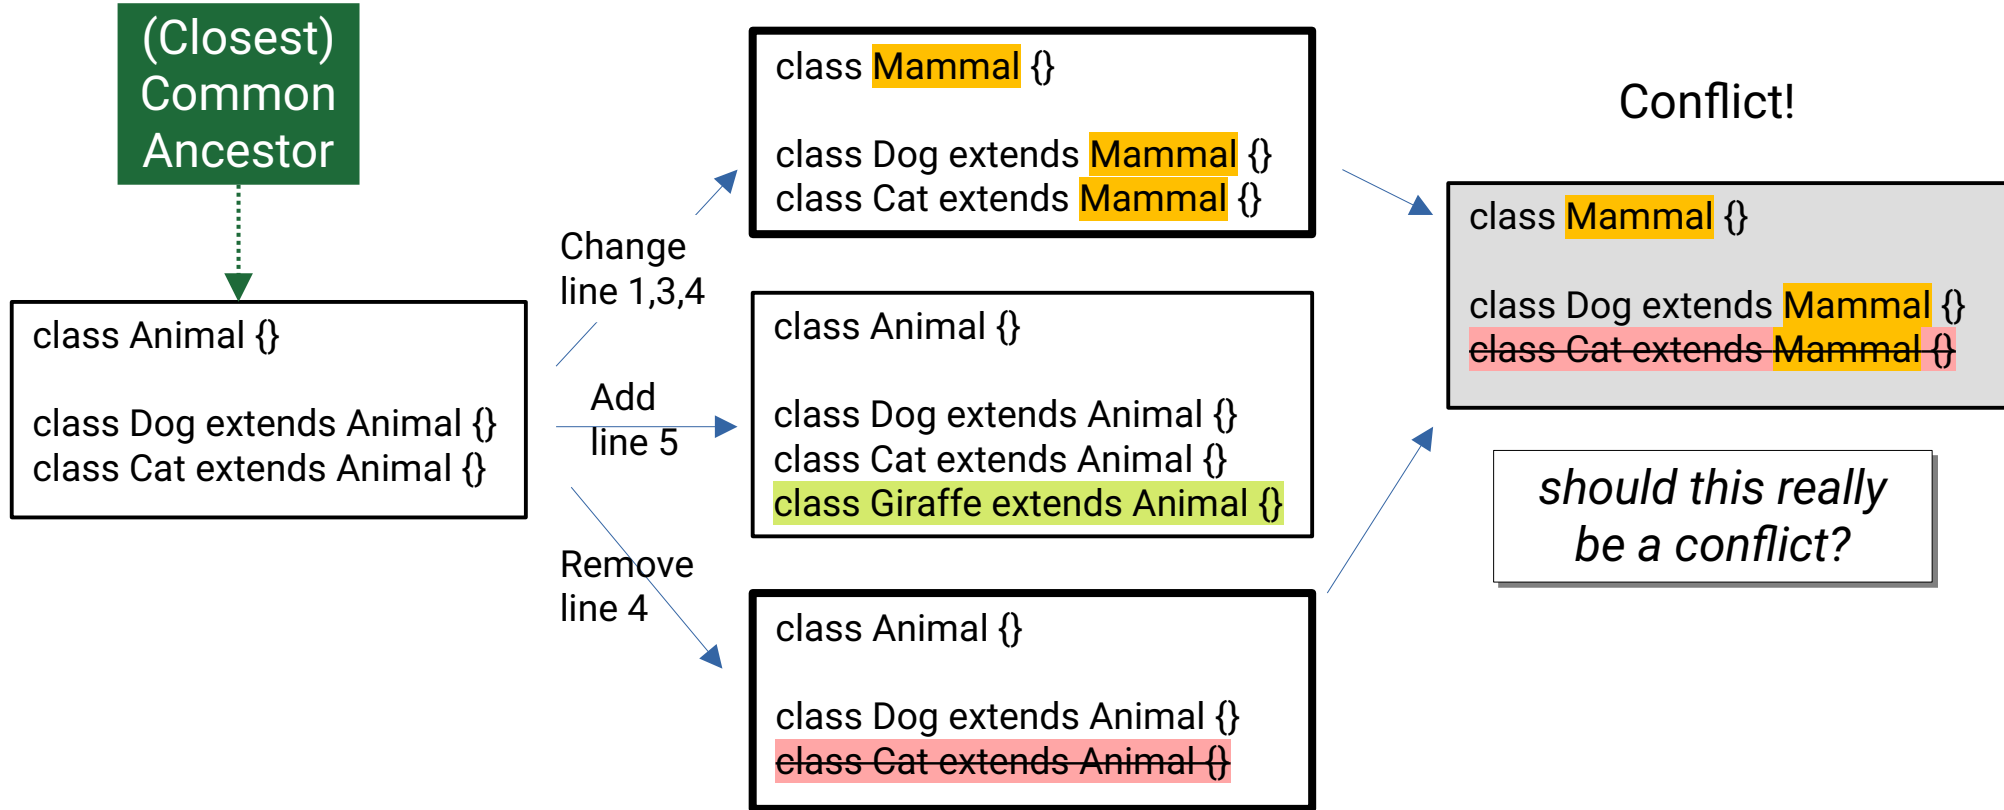 (Closest)
Common
Ancestor
class Animal {}
class Dog extends Animal {}
class Cat extends Animal {}
Change
line 1,3,4
Add
line 5
Remove
line 4
class Mammal {}
class Dog extends Mammal {}
class Cat extends Mammal {}
class Animal {}
class Dog extends Animal {}
class Cat extends Animal {}
class Giraffe extends Animal {}
class Animal {}
class Dog extends Animal {}
class Cat extends Animal {}
Conflict!
class Mammal {}
class Dog extends Mammal {}
class Cat extends Mammal {}
should this really
be a conflict?